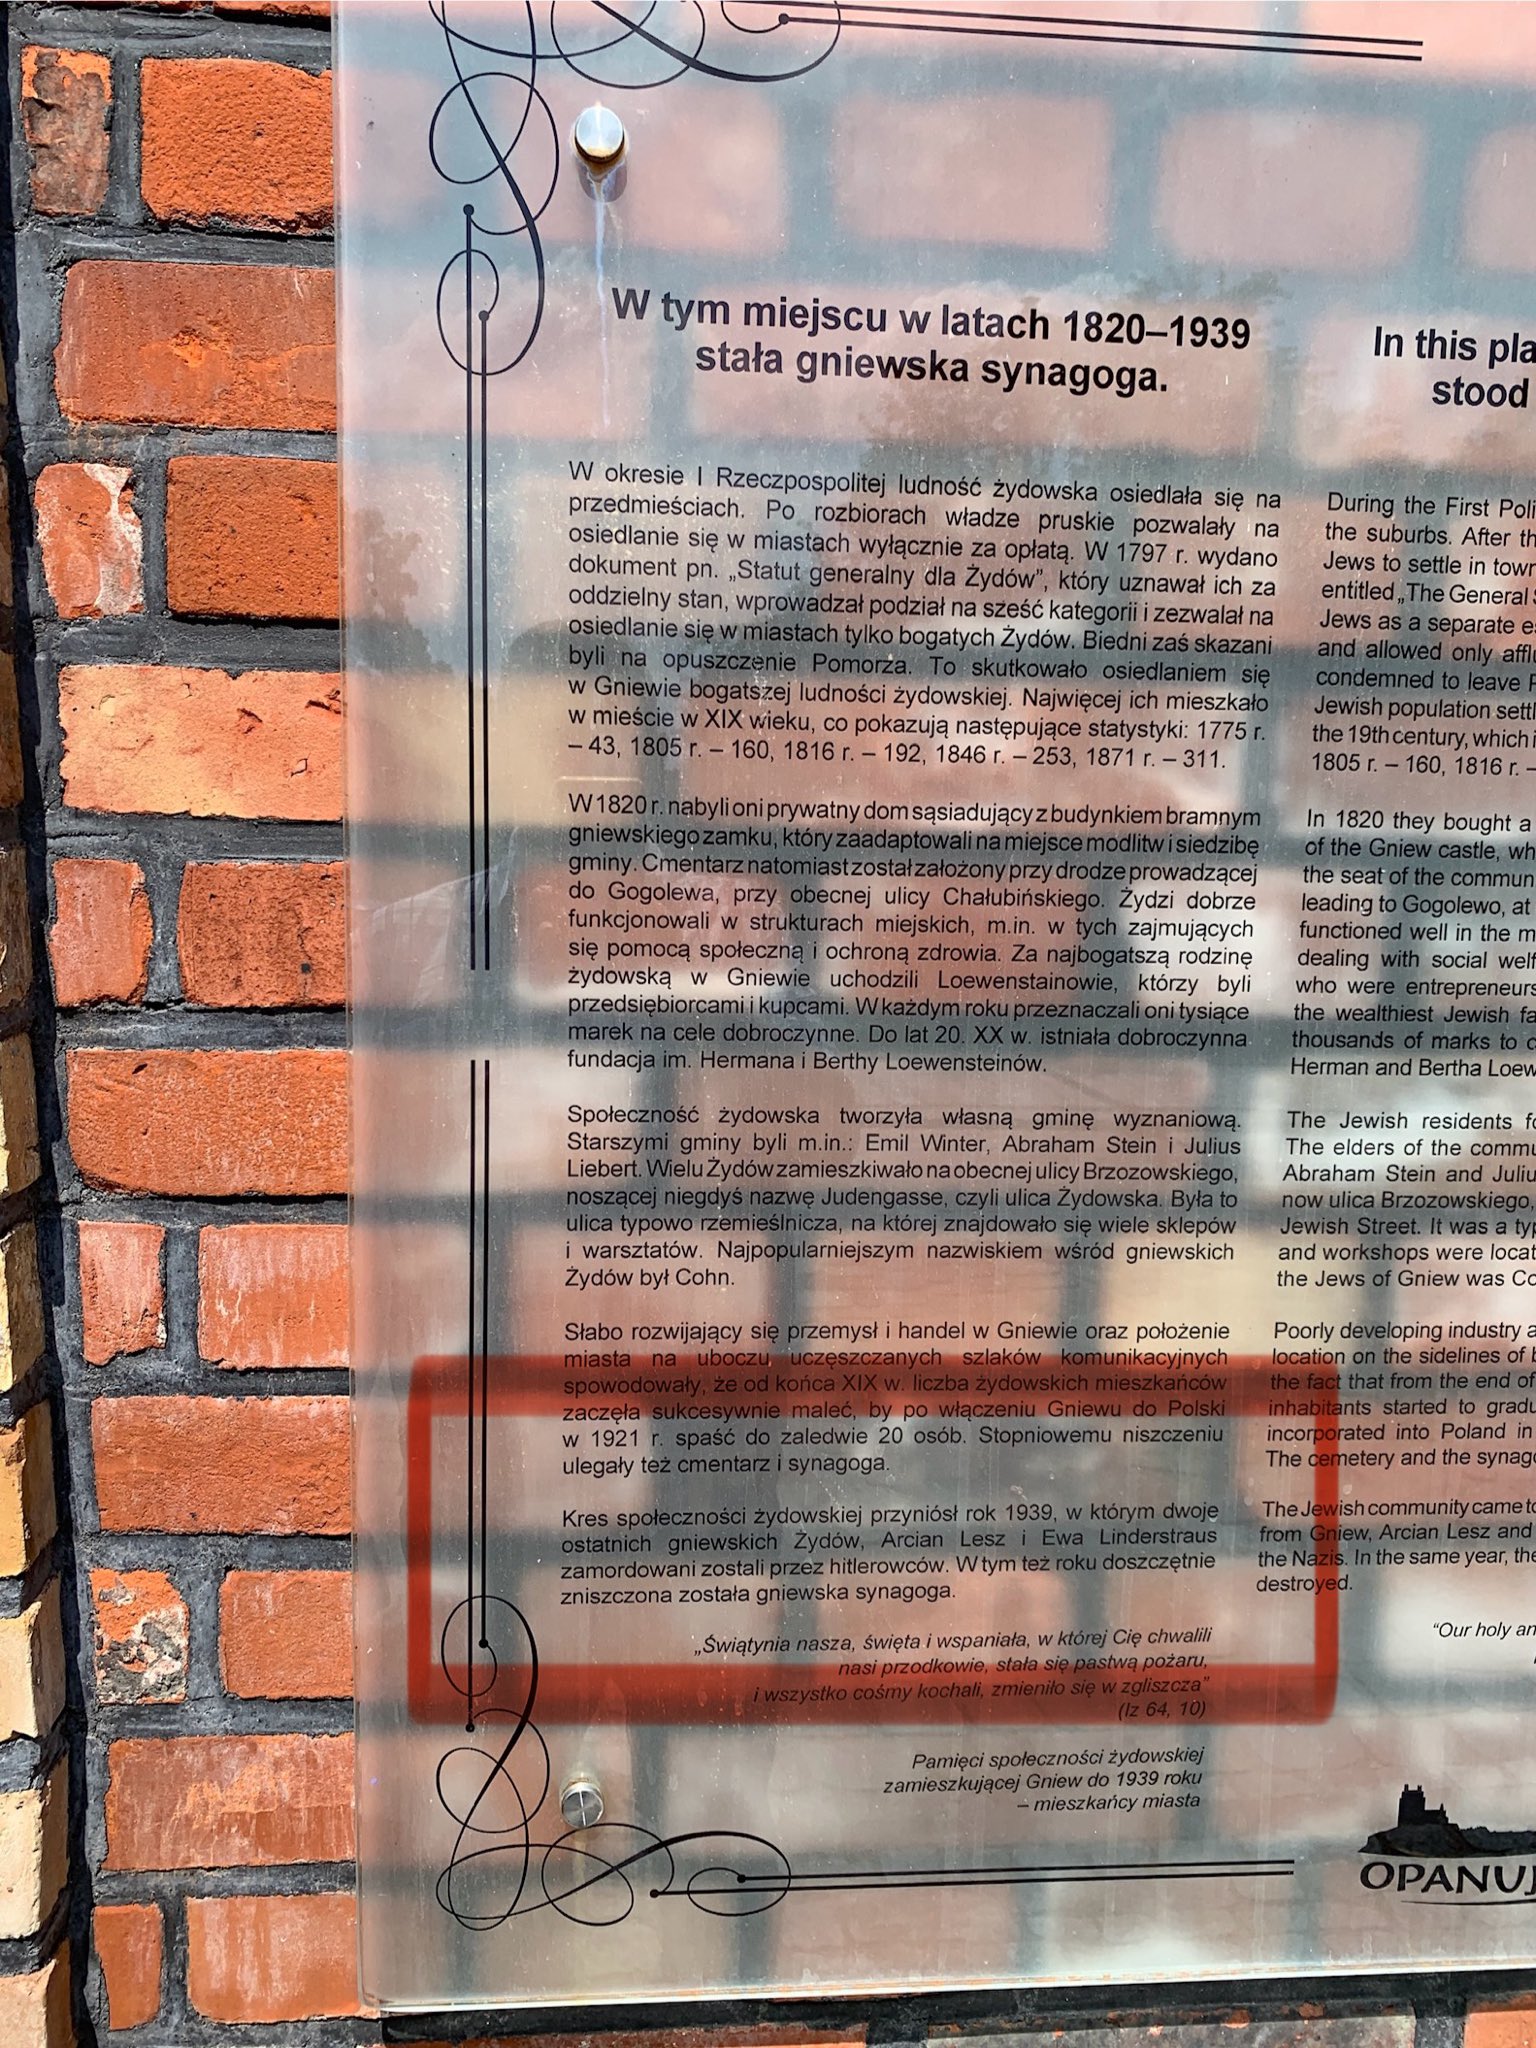 W tym miejscu w latach 1820–1939
stała gniewska synagoga.
W okresie I Rzeczpospolitej ludność żydowska osiedlała się na
przedmieściach. Po rozbiorach władze pruskie pozwalały na
osiedlanie się w miastach wyłącznie za opłatą. W 1797 r. wydano
dokument pn. „Statut generalny dla Żydów”, który uznawał ich za
oddzielny stan, wprowadzał podział na sześć kategorii i zezwalał na
osiedlanie się w miastach tylko bogatych Żydów. Biedni zaś skazani
byli na opuszczenie Pomorza. To skutkowało osiedlaniem się
w Gniewie bogatszej ludności żydowskiej. Najwięcej ich mieszkało
w mieście w XIX wieku, co pokazują następujące statystyki: 1775 r.
– 43, 1805 r. – 160, 1816 r. – 192, 1846 r. – 253, 1871 r. – 311.
W 1820 r. nabyli oni prywatny dom sąsiadujący z budynkiem bramnym
gniewskiego zamku, który zaadaptowali na miejsce modlitw i siedzibę
gminy. Cmentarz natomiast został założony przy drodze prowadzącej
do Gogolewa, przy obecnej ulicy Chałubińskiego. Żydzi dobrze
funkcjonowali w strukturach miejskich, m.in. w tych zajmujących
się pomocą społeczną i ochroną zdrowia. Za najbogatszą rodzinę
żydowską w Gniewie uchodzili Loewenstainowie, którzy byli
przedsiębiorcami i kupcami. W każdym roku przeznaczali oni tysiące
marek na cele dobroczynne. Do lat 20. XX w. istniała dobroczynna
fundacja im. Hermana i Berthy Loewensteinów.
Społeczność żydowska tworzyła własną gminę wyznaniową.
Starszymi gminy byli m.in.: Emil Winter, Abraham Stein i Julius
Liebert. Wielu Żydów zamieszkiwało na obecnej ulicy Brzozowskiego,
noszącej niegdyś nazwę Judengasse, czyli ulica Żydowska. Była to
ulica typowo rzemieślnicza, na której znajdowało się wiele sklepów
i warsztatów. Najpopularniejszym nazwiskiem wśród gniewskich
Żydów był Cohn.
Słabo rozwijający się przemysł i handel w Gniewie oraz położenie
miasta na uboczu uczęszczanych szlaków komunikacyjnych
spowodowały, że od końca XIX w. liczba żydowskich mieszkańców
zaczęła sukcesywnie maleć, by po włączeniu Gniewu do Polski
w 1921 r. spaść do zaledwie 20 osób. Stopniowemu niszczeniu
ulegały też cmentarz i synagoga.
Kres społeczności żydowskiej przyniósł rok 1939, w którym dwoje
ostatnich gniewskich Żydów, Arcian Lesz i Ewa Linderstraus
zamordowani zostali przez hitlerowców. W tym też roku doszczętnie
zniszczona została gniewska synagoga.
„Świątynia nasza, święta i wspaniała, w której Cię chwalili
nasi przodkowie, stała się pastwą pożaru,
i wszystko cośmy kochali, zmieniło się w zgliszcza”
(Iz 64, 10)
Pamięci społeczności żydowskiej
zamieszkującej Gniew do 1939 roku
– mieszkańcy miasta
In this pla
stood
During the First Poli
the suburbs. After th
Jews to settle in town
entitled „The General S
Jews as a separate es
and allowed only afflu
condemned to leave P
Jewish population settl
the 19th century, which i
1805 r. – 160, 1816 r. –
In 1820 they bought a
of the Gniew castle, wh
the seat of the commun
leading to Gogolewo, at
functioned well in the m
dealing with social welf
who were entrepreneurs
the wealthiest Jewish fa
thousands of marks to c
Herman and Bertha Loew
The Jewish residents fo
The elders of the commu
Abraham Stein and Juliu
now ulica Brzozowskiego,
Jewish Street. It was a typ
and workshops were locat
the Jews of Gniew was Co
Poorly developing industry a
location on the sidelines of b
the fact that from the end of
inhabitants started to gradu
incorporated into Poland in
The cemetery and the synago
The Jewish community came to
from Gniew, Arcian Lesz and
the Nazis. In the same year, the
destroyed.
“Our holy an
OPANUJ